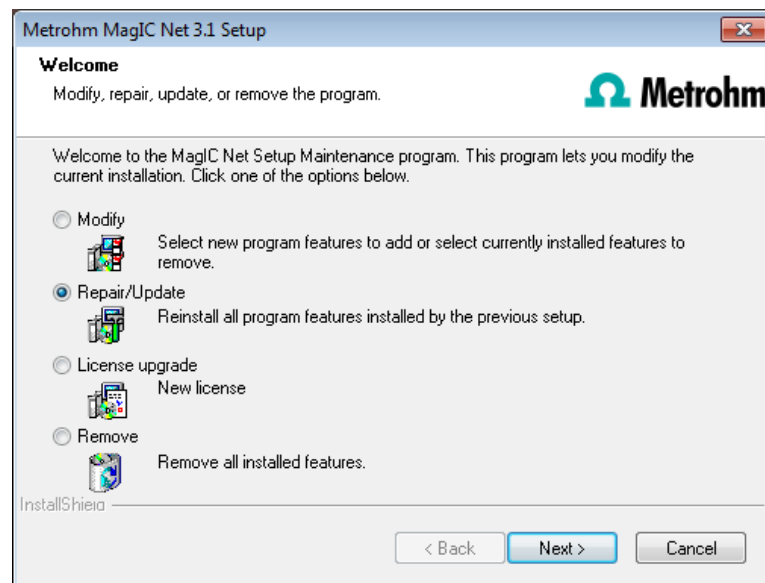 Metrohm MagIC Net 3.1 Setup
Welcome
Modify, repair, update, or remove the program.
Metrohm
Welcome to the MagIC Net Setup Maintenance program. This program lets you modify the
current installation. Click one of the options below.
Modify
Select new program features to add or select currently installed features to
remove.
Repair/Update
Reinstall all program features installed by the previous setup.
License upgrade
New license
Remove
Remove all installed features.
InstallShield
< Back
Next >
Cancel